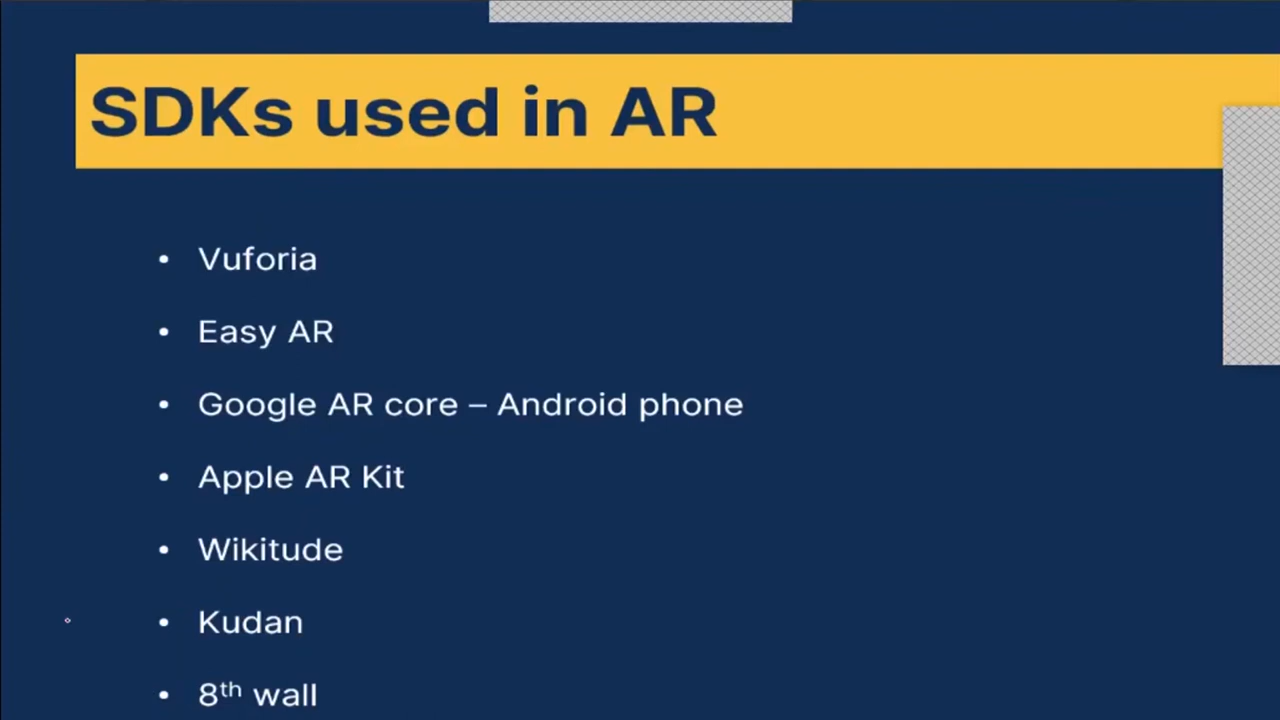 SDKs used in AR
• Vuforia
• Easy AR
• Google AR core – Android phone
• Apple AR Kit
• Wikitude
• Kudan
• 8th wall